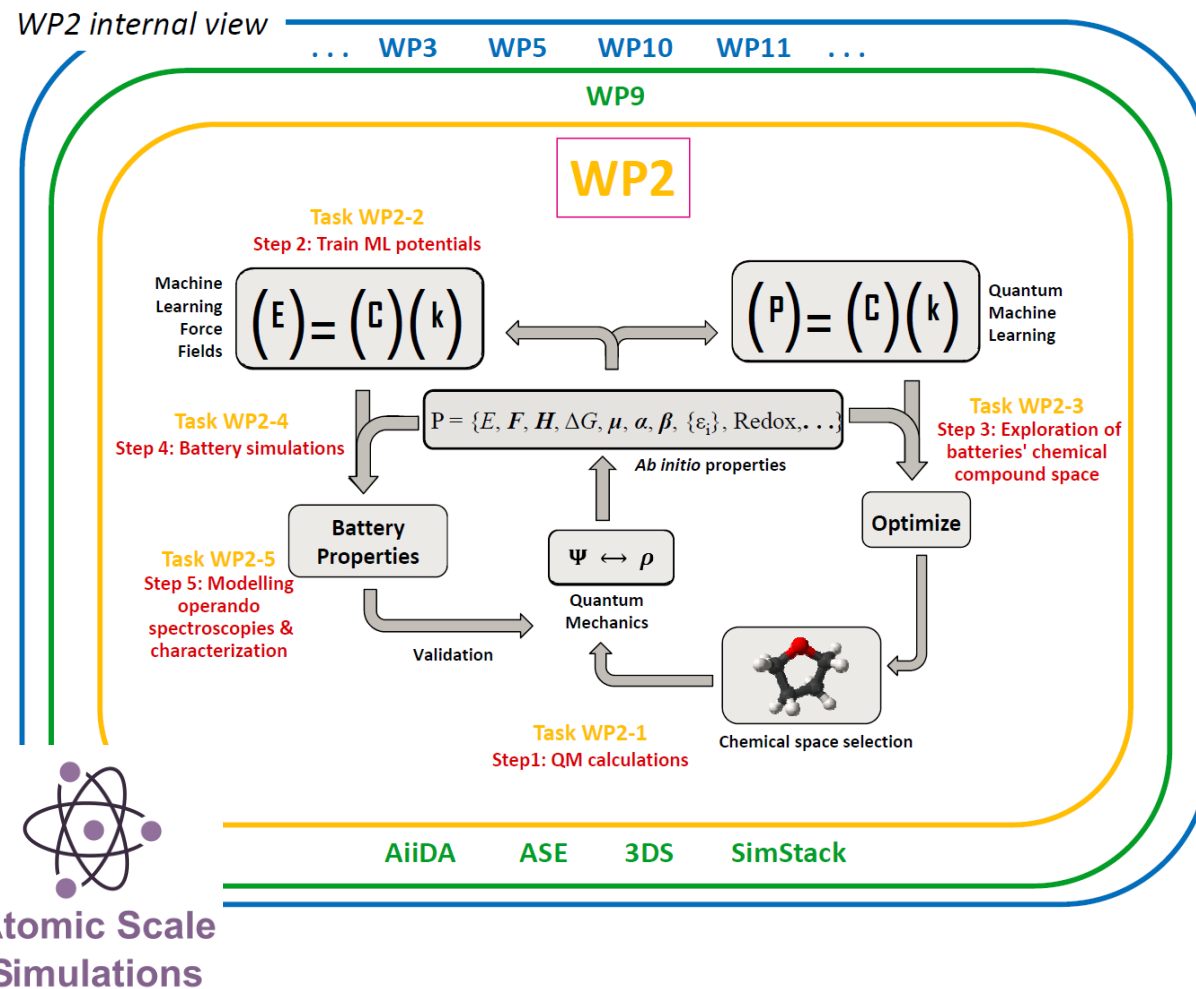 WP2 internal view
. . . WP3 WP5 WP10 WP11 . . .
WP9
WP2
Task WP2-2
Step 2: Train ML potentials
Machine
Learning
Force
Fields
(E)=(C)(k)
(P)=(C)(k)
Quantum
Machine
Learning
Task WP2-4
Step 4: Battery simulations
P = {E, F, H, ΔG, μ, α, β, {εi}, Redox,...}
Ab initio properties
Task WP2-3
Step 3: Exploration of
batteries' chemical
compound space
Battery
Properties
Optimize
Ψ ↔ ρ
Quantum
Mechanics
Task WP2-5
Step 5: Modelling
operando
spectroscopies &
characterization
Validation
Task WP2-1
Step1: QM calculations
Chemical space selection
AiiDA ASE 3DS SimStack
Atomic Scale
Simulations